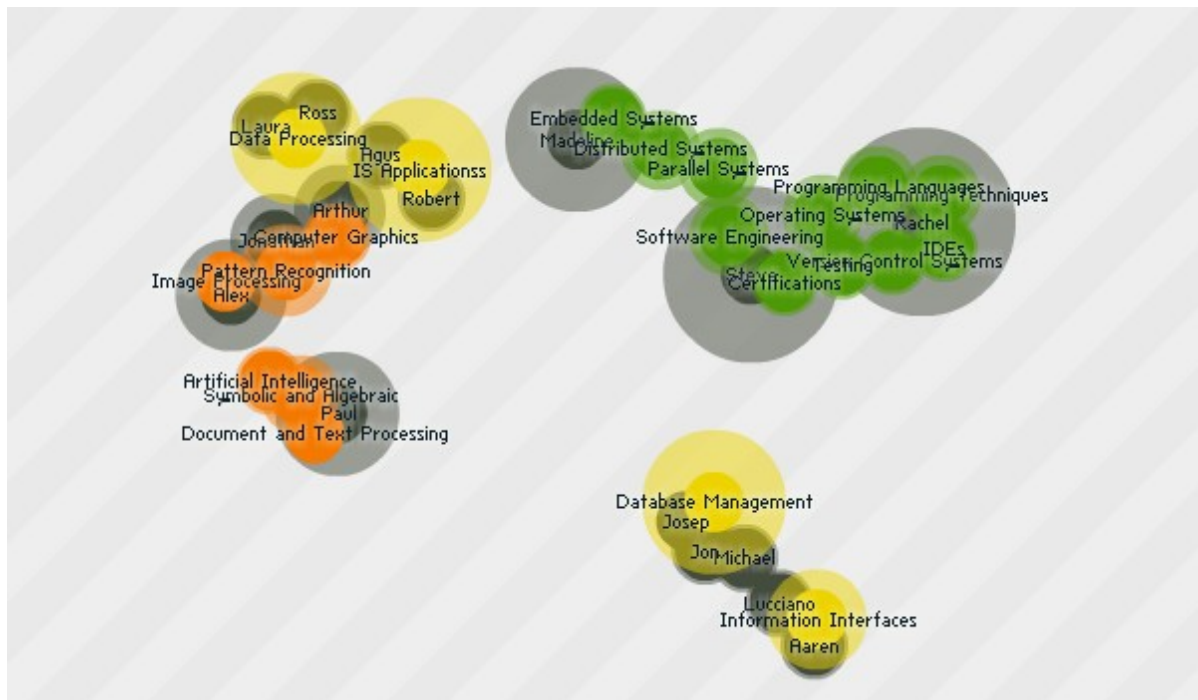 Ross
Laura
Data Processing
Agus
IS Applicationss
Robert
Arthur
Jonathan
Computer Graphics
Pattern Recognition
Image Processing
Alex
Artificial Intelligence
Symbolic and Algebraic
Paul
Document and Text Processing
Embedded Systems
Madeline
Distributed Systems
Parallel Systems
Programming Languages
Programming Techniques
Operating Systems
Rachel
Software Engineering
IDEs
Version Control Systems
Testing
Steve
Certifications
Database Management
Josep
Jon
Michael
Lucciano
Information Interfaces
Aaren